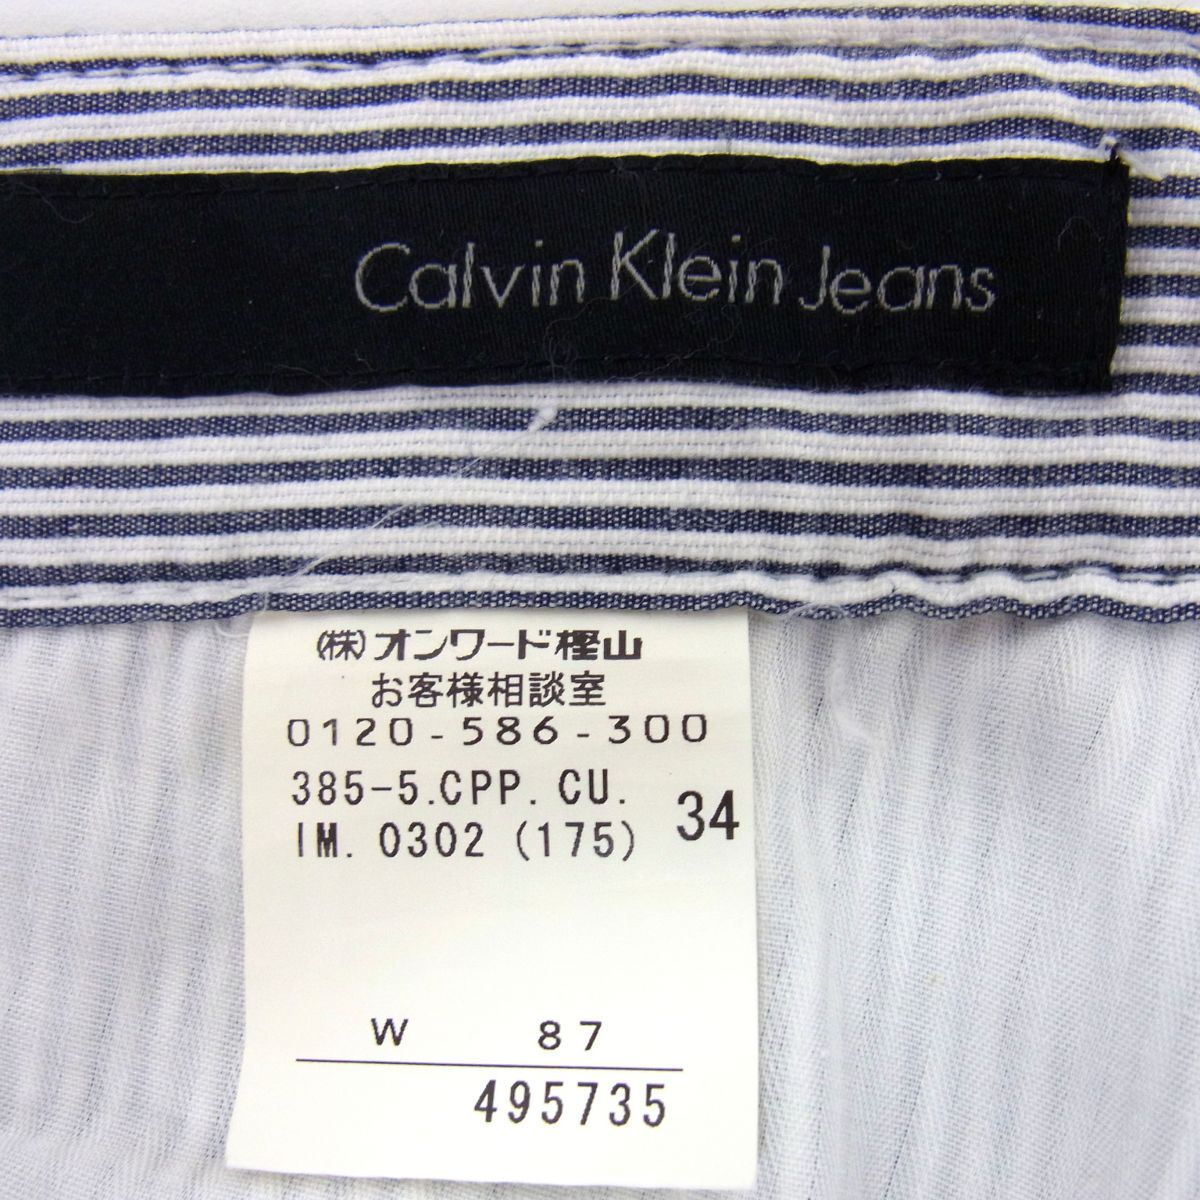 Calvin Klein Jeans
(株)オンワード樫山
お客様相談室
0120-586-300
385-5.CPP.CU.
IM.0302(175)
34
W 87
495735